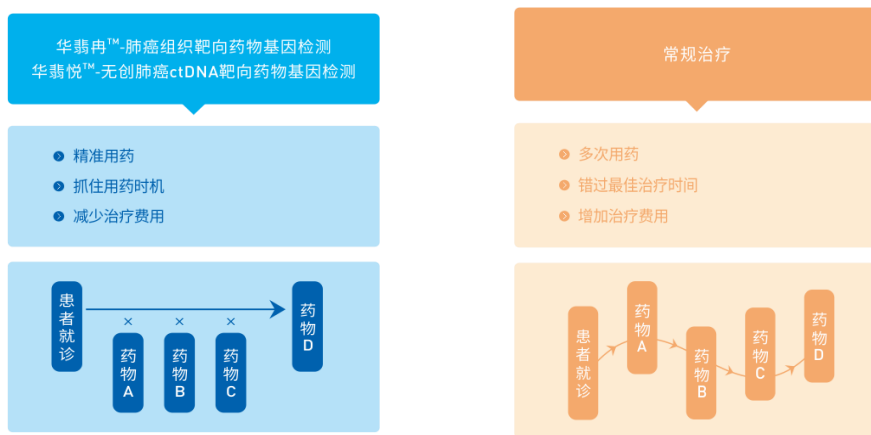 华翡冉™-肺癌组织靶向药物基因检测
华翡悦™-无创肺癌ctDNA靶向药物基因检测
精准用药
抓住用药时机
减少治疗费用
患者就诊
药物A
药物B
药物C
药物D
常规治疗
多次用药
错过最佳治疗时间
增加治疗费用
患者就诊
药物A
药物B
药物C
药物D